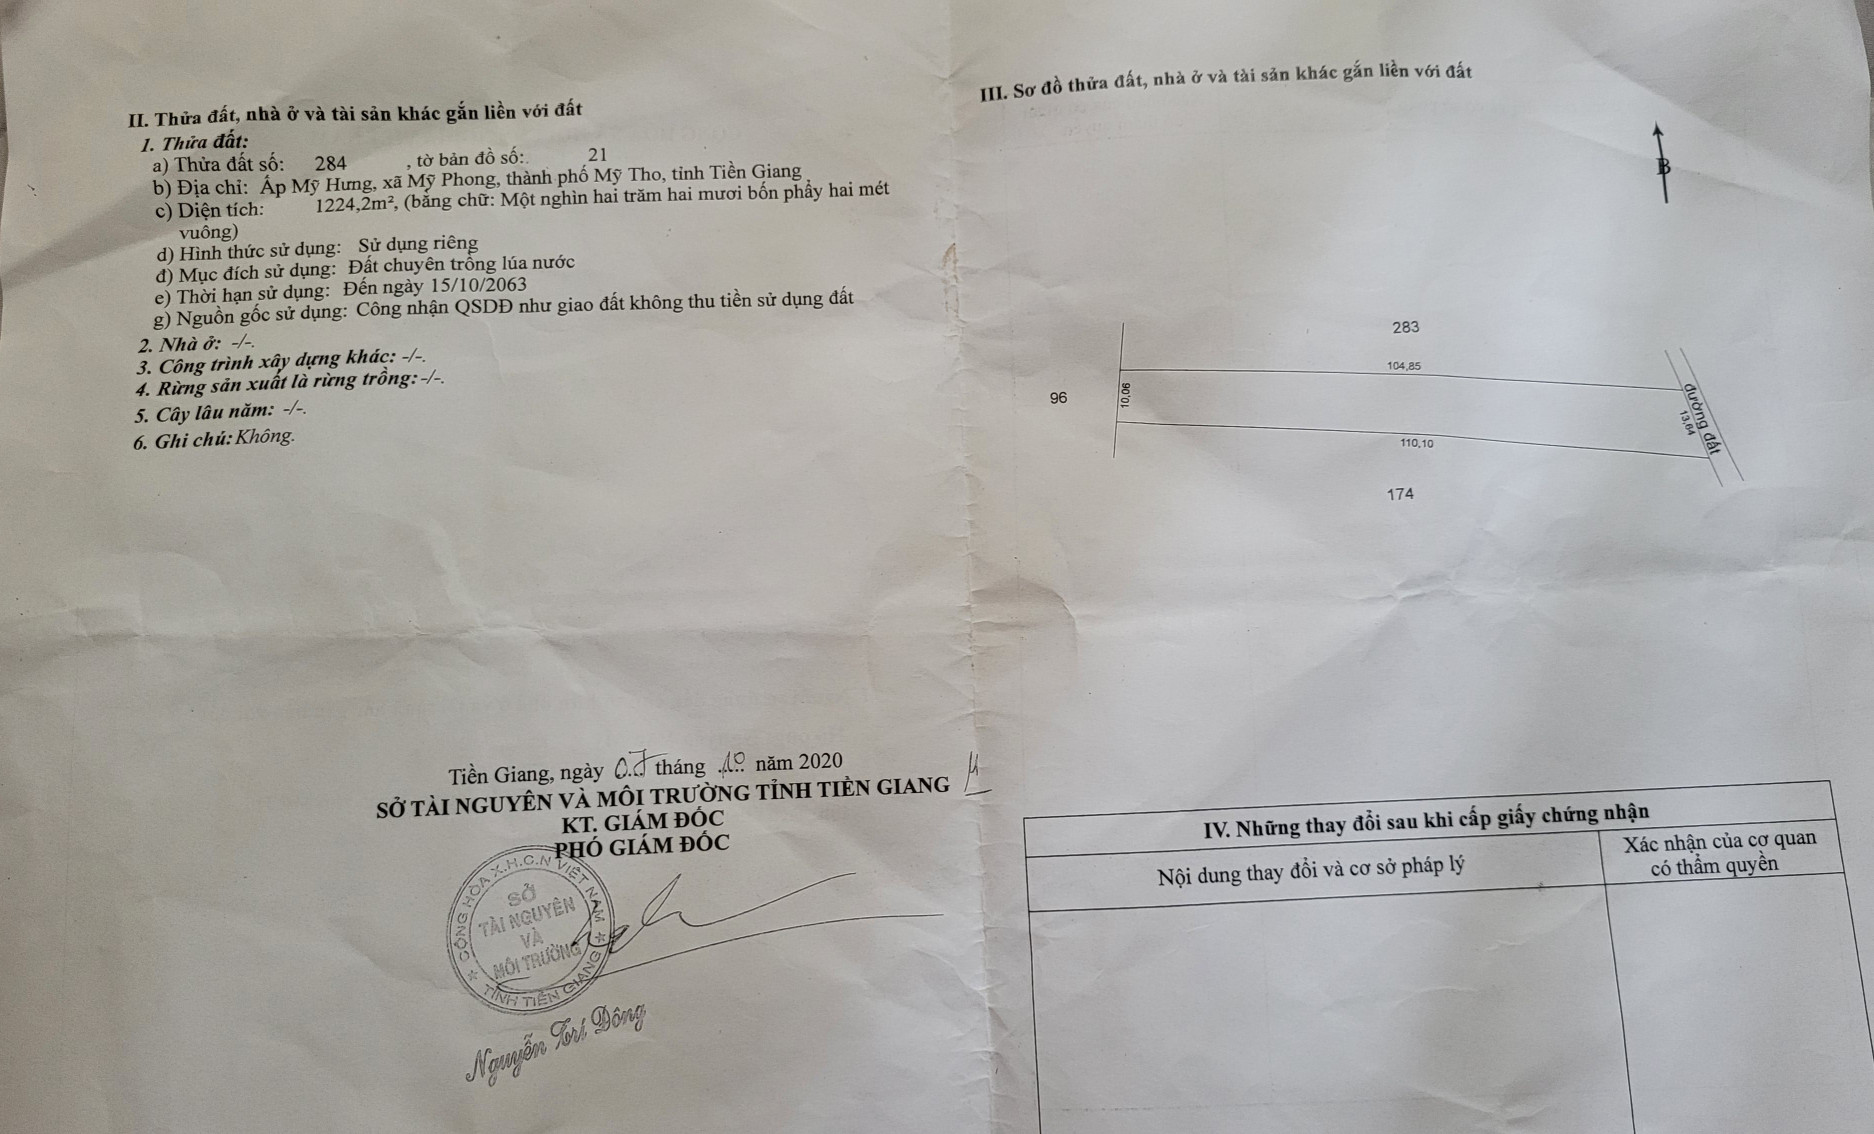 II. Thửa đất, nhà ở và tài sản khác gắn liền với đất
1. Thửa đất:
a) Thửa đất số: 284 , tờ bản đồ số: 21
b) Địa chỉ: Ấp Mỹ Hưng, xã Mỹ Phong, thành phố Mỹ Tho, tỉnh Tiền Giang
c) Diện tích: 1224,2m², (bằng chữ: Một nghìn hai trăm hai mươi bốn phẩy hai mét
vuông)
d) Hình thức sử dụng: Sử dụng riêng
đ) Mục đích sử dụng: Đất chuyên trồng lúa nước
e) Thời hạn sử dụng: Đến ngày 15/10/2063
g) Nguồn gốc sử dụng: Công nhận QSDĐ như giao đất không thu tiền sử dụng đất
2. Nhà ở: -/-.
3. Công trình xây dựng khác: -/-.
4. Rừng sản xuất là rừng trồng: -/-.
5. Cây lâu năm: -/-.
6. Ghi chú: Không.
Tiền Giang, ngày tháng 10 năm 2020
SỞ TÀI NGUYÊN VÀ MÔI TRƯỜNG TỈNH TIỀN GIANG
KT. GIÁM ĐỐC
PHÓ GIÁM ĐỐC
CỘNG HÒA X.H.C.N VIỆT NAM
SỞ
TÀI NGUYÊN
VÀ
MÔI TRƯỜNG
TỈNH TIỀN GIANG
Nguyễn Trí Dông
III. Sơ đồ thửa đất, nhà ở và tài sản khác gắn liền với đất
B
283
104,85
96
10,06
đường đất
13,64
110,10
174
IV. Những thay đổi sau khi cấp giấy chứng nhận
Nội dung thay đổi và cơ sở pháp lý
Xác nhận của cơ quan
có thẩm quyền